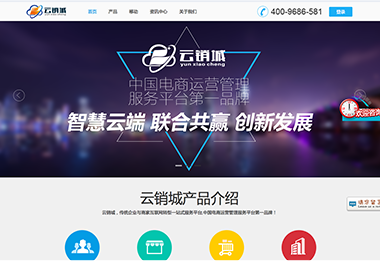 云销城
yun xiao cheng
首页 产品 移动 资讯中心 关于我们
400-9686-581
登录
云销城
yun xiao cheng
中国电商运营管理
服务平台第一品牌
智慧云端 联合共赢 创新发展
欢迎咨询
请您留言
云销城产品介绍
云销城，传统企业与商家互联网转型一站式服务平台,中国电商运营管理服务平台第一品牌！